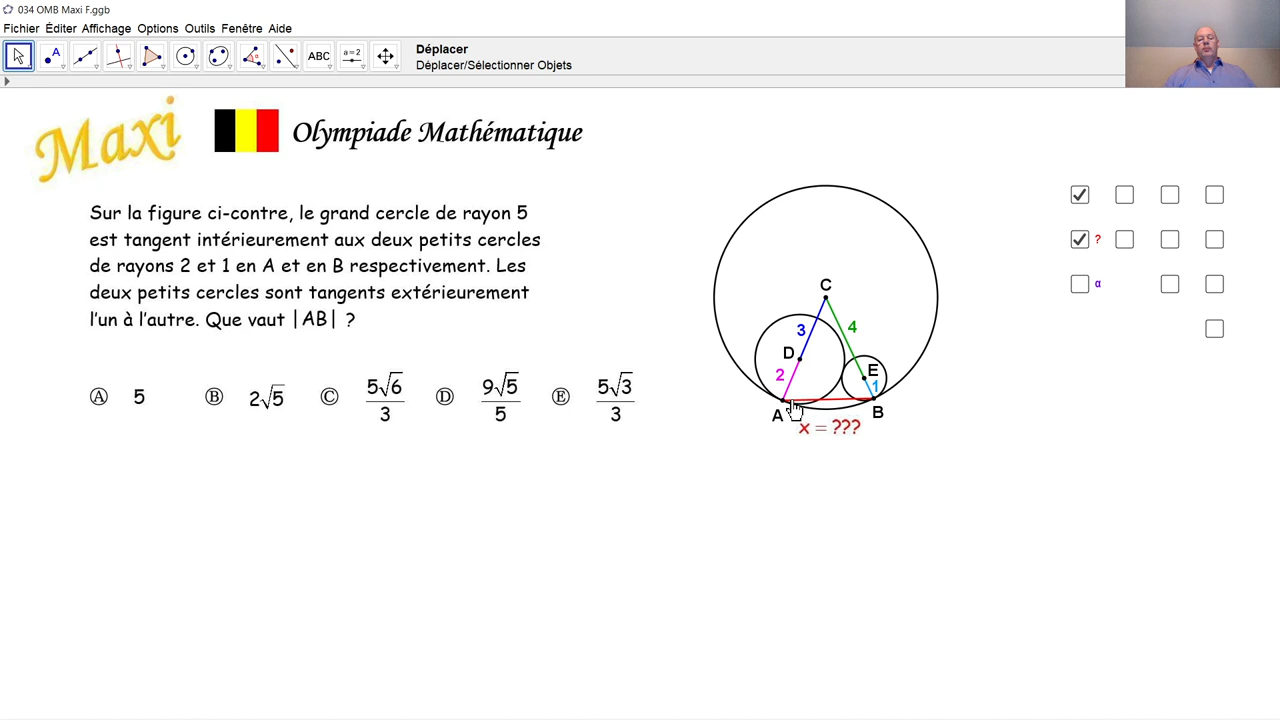 034 OMB Maxi F.ggb
Fichier Éditer Affichage Options Outils Fenêtre Aide
A ABC a=2 Déplacer
Déplacer/Sélectionner Objets
Maxi Olympiade Mathématique
Sur la figure ci-contre, le grand cercle de rayon 5
est tangent intérieurement aux deux petits cercles
de rayons 2 et 1 en A et en B respectivement. Les
deux petits cercles sont tangents extérieurement
l'un à l'autre. Que vaut |AB| ?
Ⓐ 5 Ⓑ 2√5 Ⓒ 5√6/3 Ⓓ 9√5/5 Ⓔ 5√3/3
C
3 4
D
E
2 1
A B
x = ???
?
α